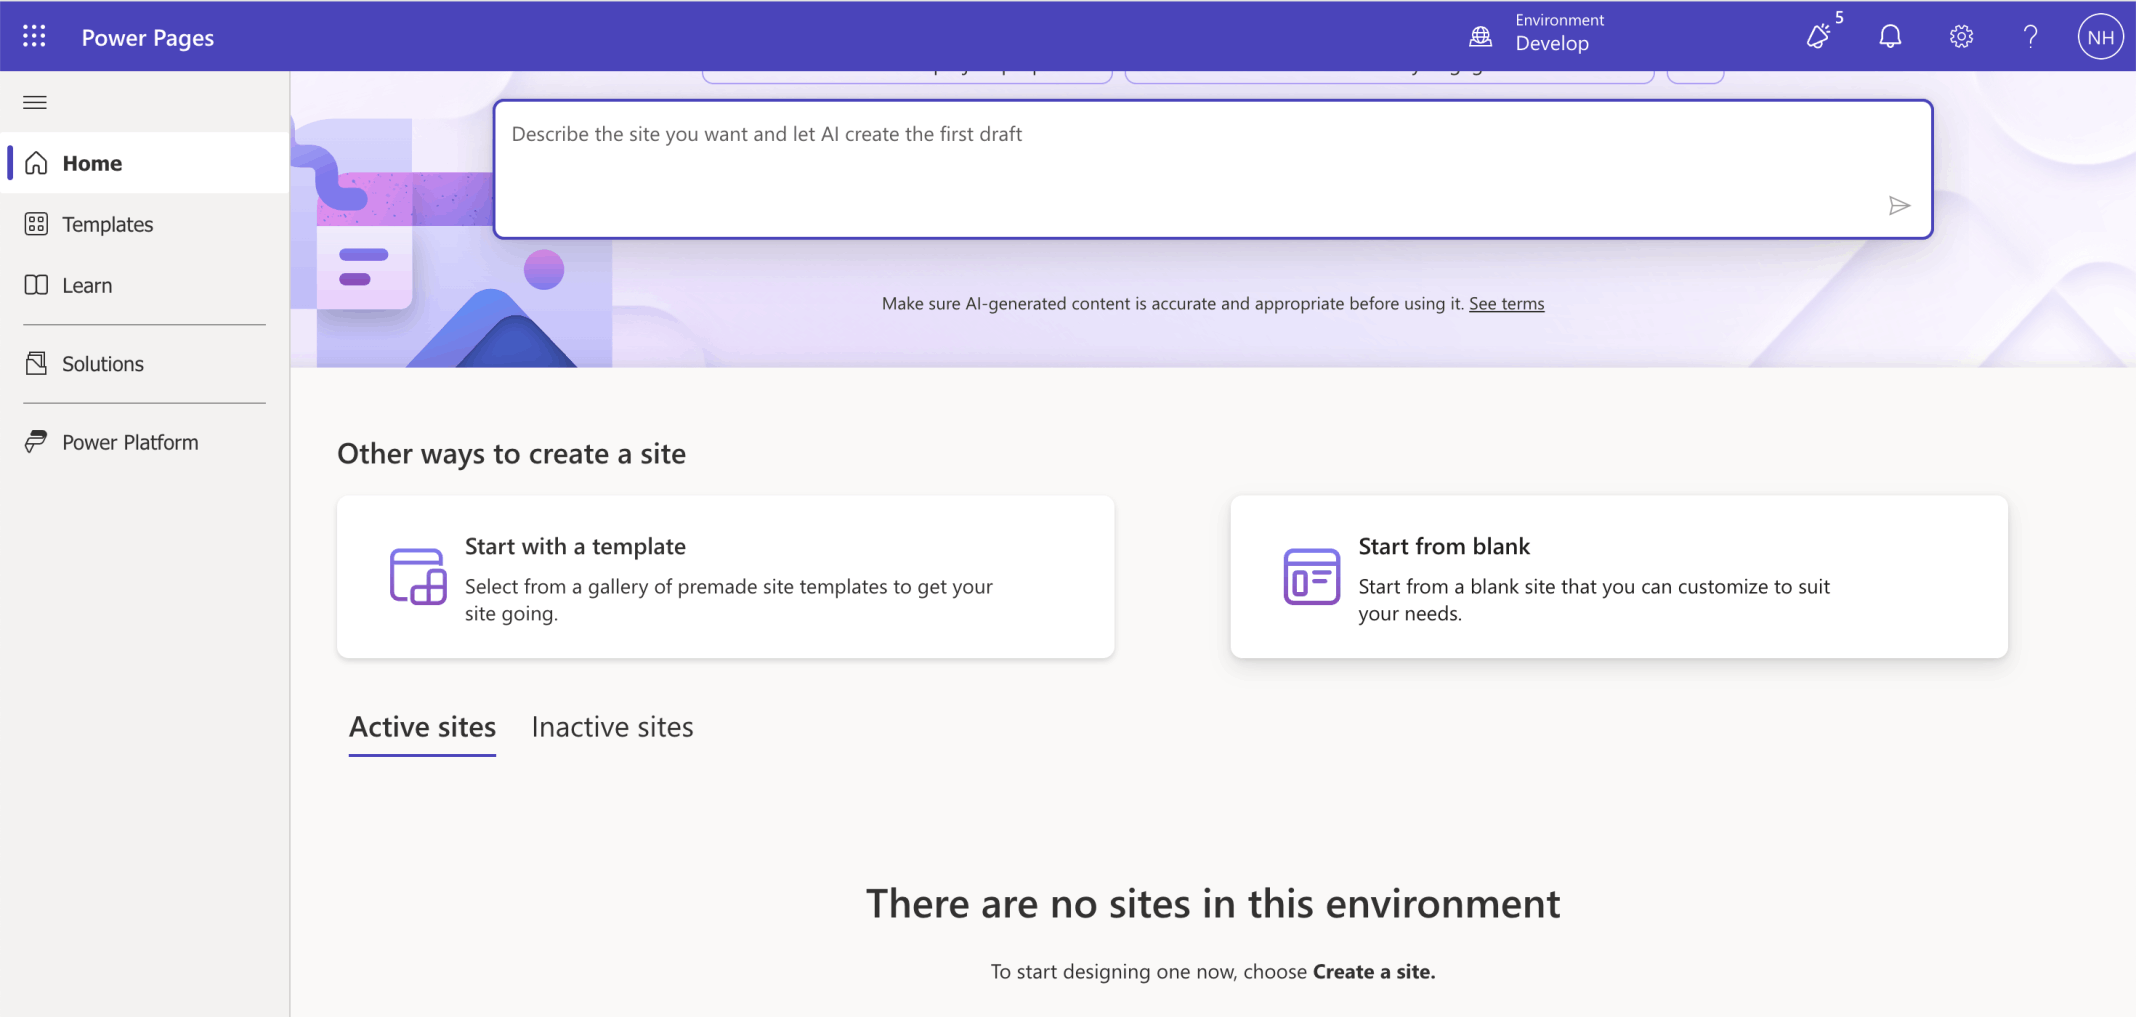 Power Pages
Environment
Develop
5
NH
Home
Templates
Learn
Solutions
Power Platform
Describe the site you want and let AI create the first draft
Make sure AI-generated content is accurate and appropriate before using it. See terms
Other ways to create a site
Start with a template
Select from a gallery of premade site templates to get your
site going.
Start from blank
Start from a blank site that you can customize to suit
your needs.
Active sites
Inactive sites
There are no sites in this environment
To start designing one now, choose Create a site.